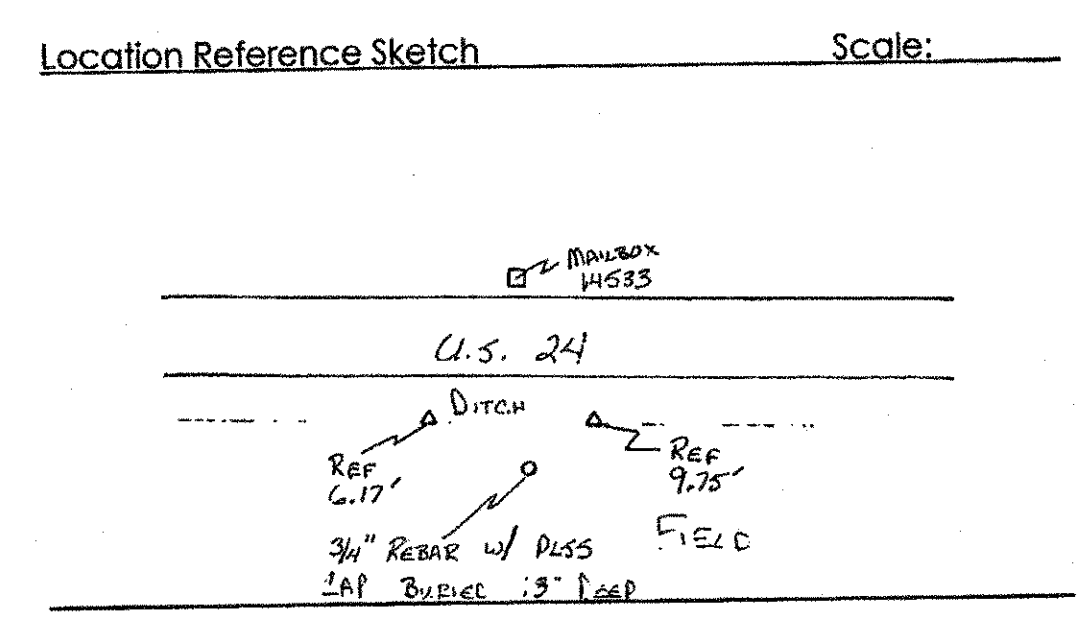 Location Reference Sketch Scale:
MAILBOX
14533
U.S. 24
DITCH
REF
6.17'
REF
9.75'
FIELD
3/4" REBAR W/ PLSS
CAP BURIED DEEP